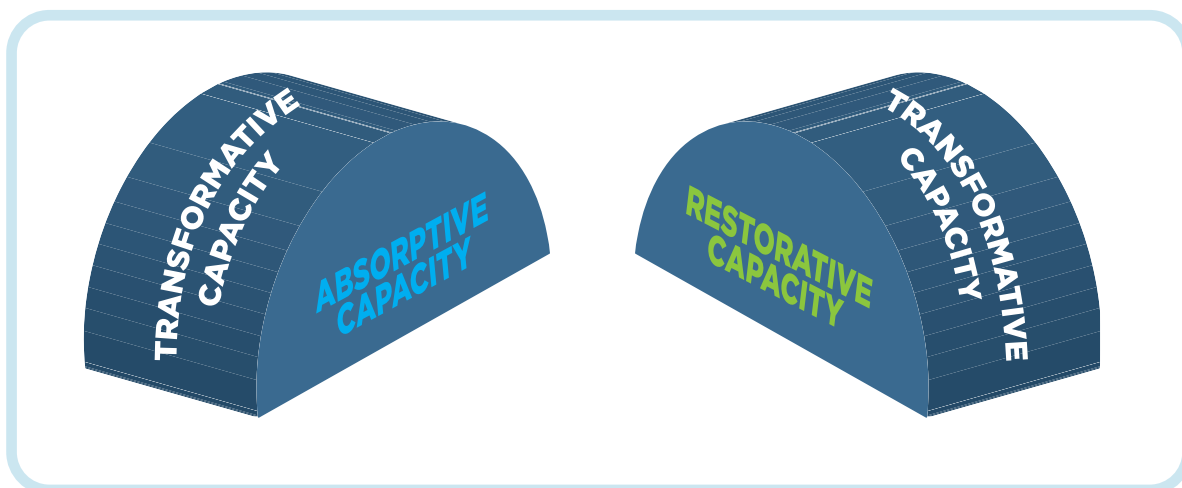 TRANSFORMATIVE
CAPACITY
ABSORPTIVE
CAPACITY
RESTORATIVE
CAPACITY
TRANSFORMATIVE
CAPACITY